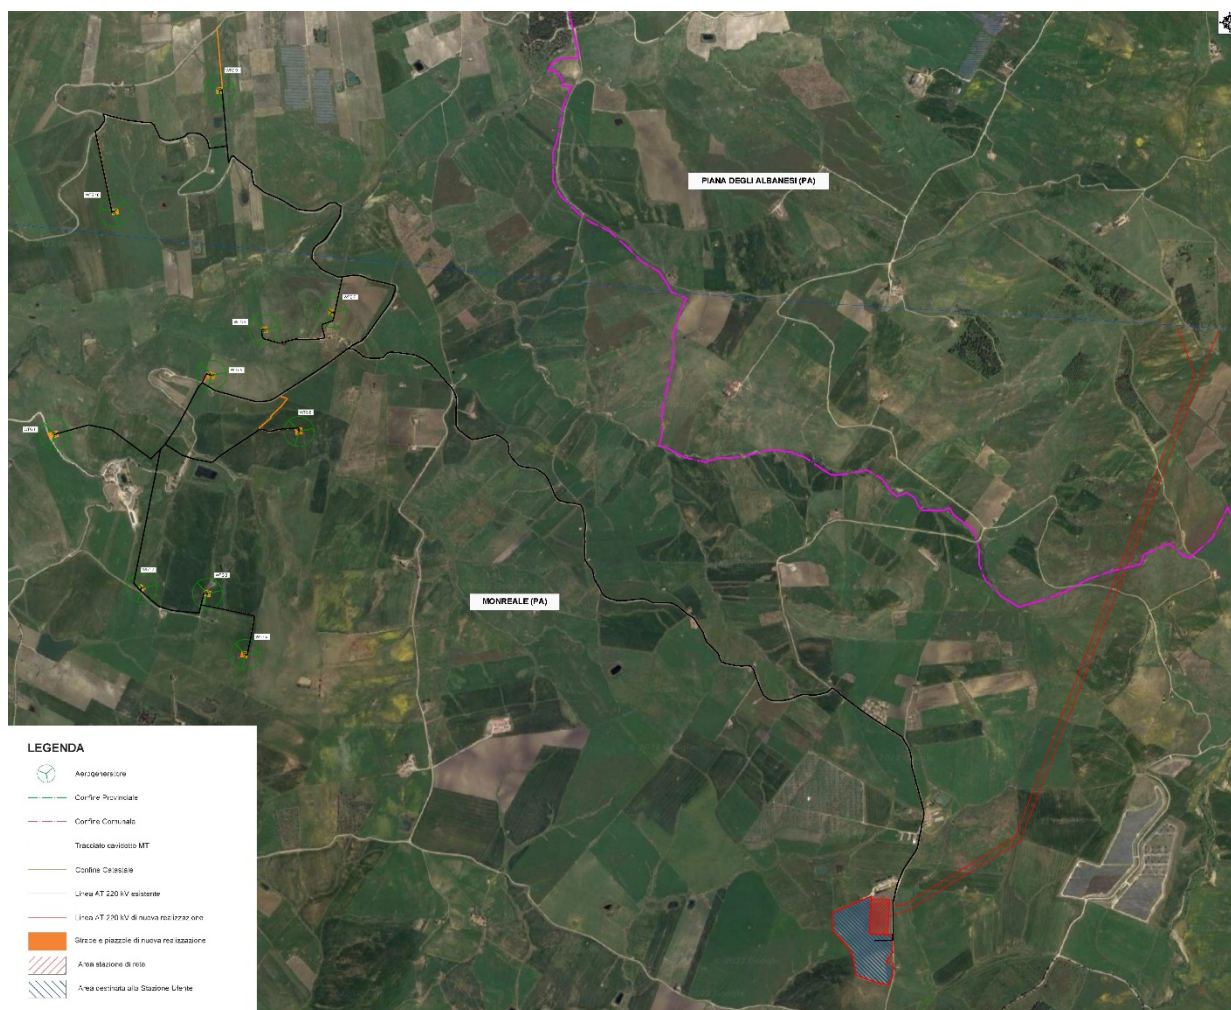 PIANA DEGLI ALBANESI (PA)
MONREALE (PA)
LEGENDA
Aerogeneratore
Confine Provinciale
Confine Comunale
Tracciato cavidotto MT
Confine Catastale
Linea AT 220 kV esistente
Linea AT 220 kV di nuova realizzazione
Strade e piazzole di nuova realizzazione
Area stazione di rete
Area destinata alla Stazione Utente